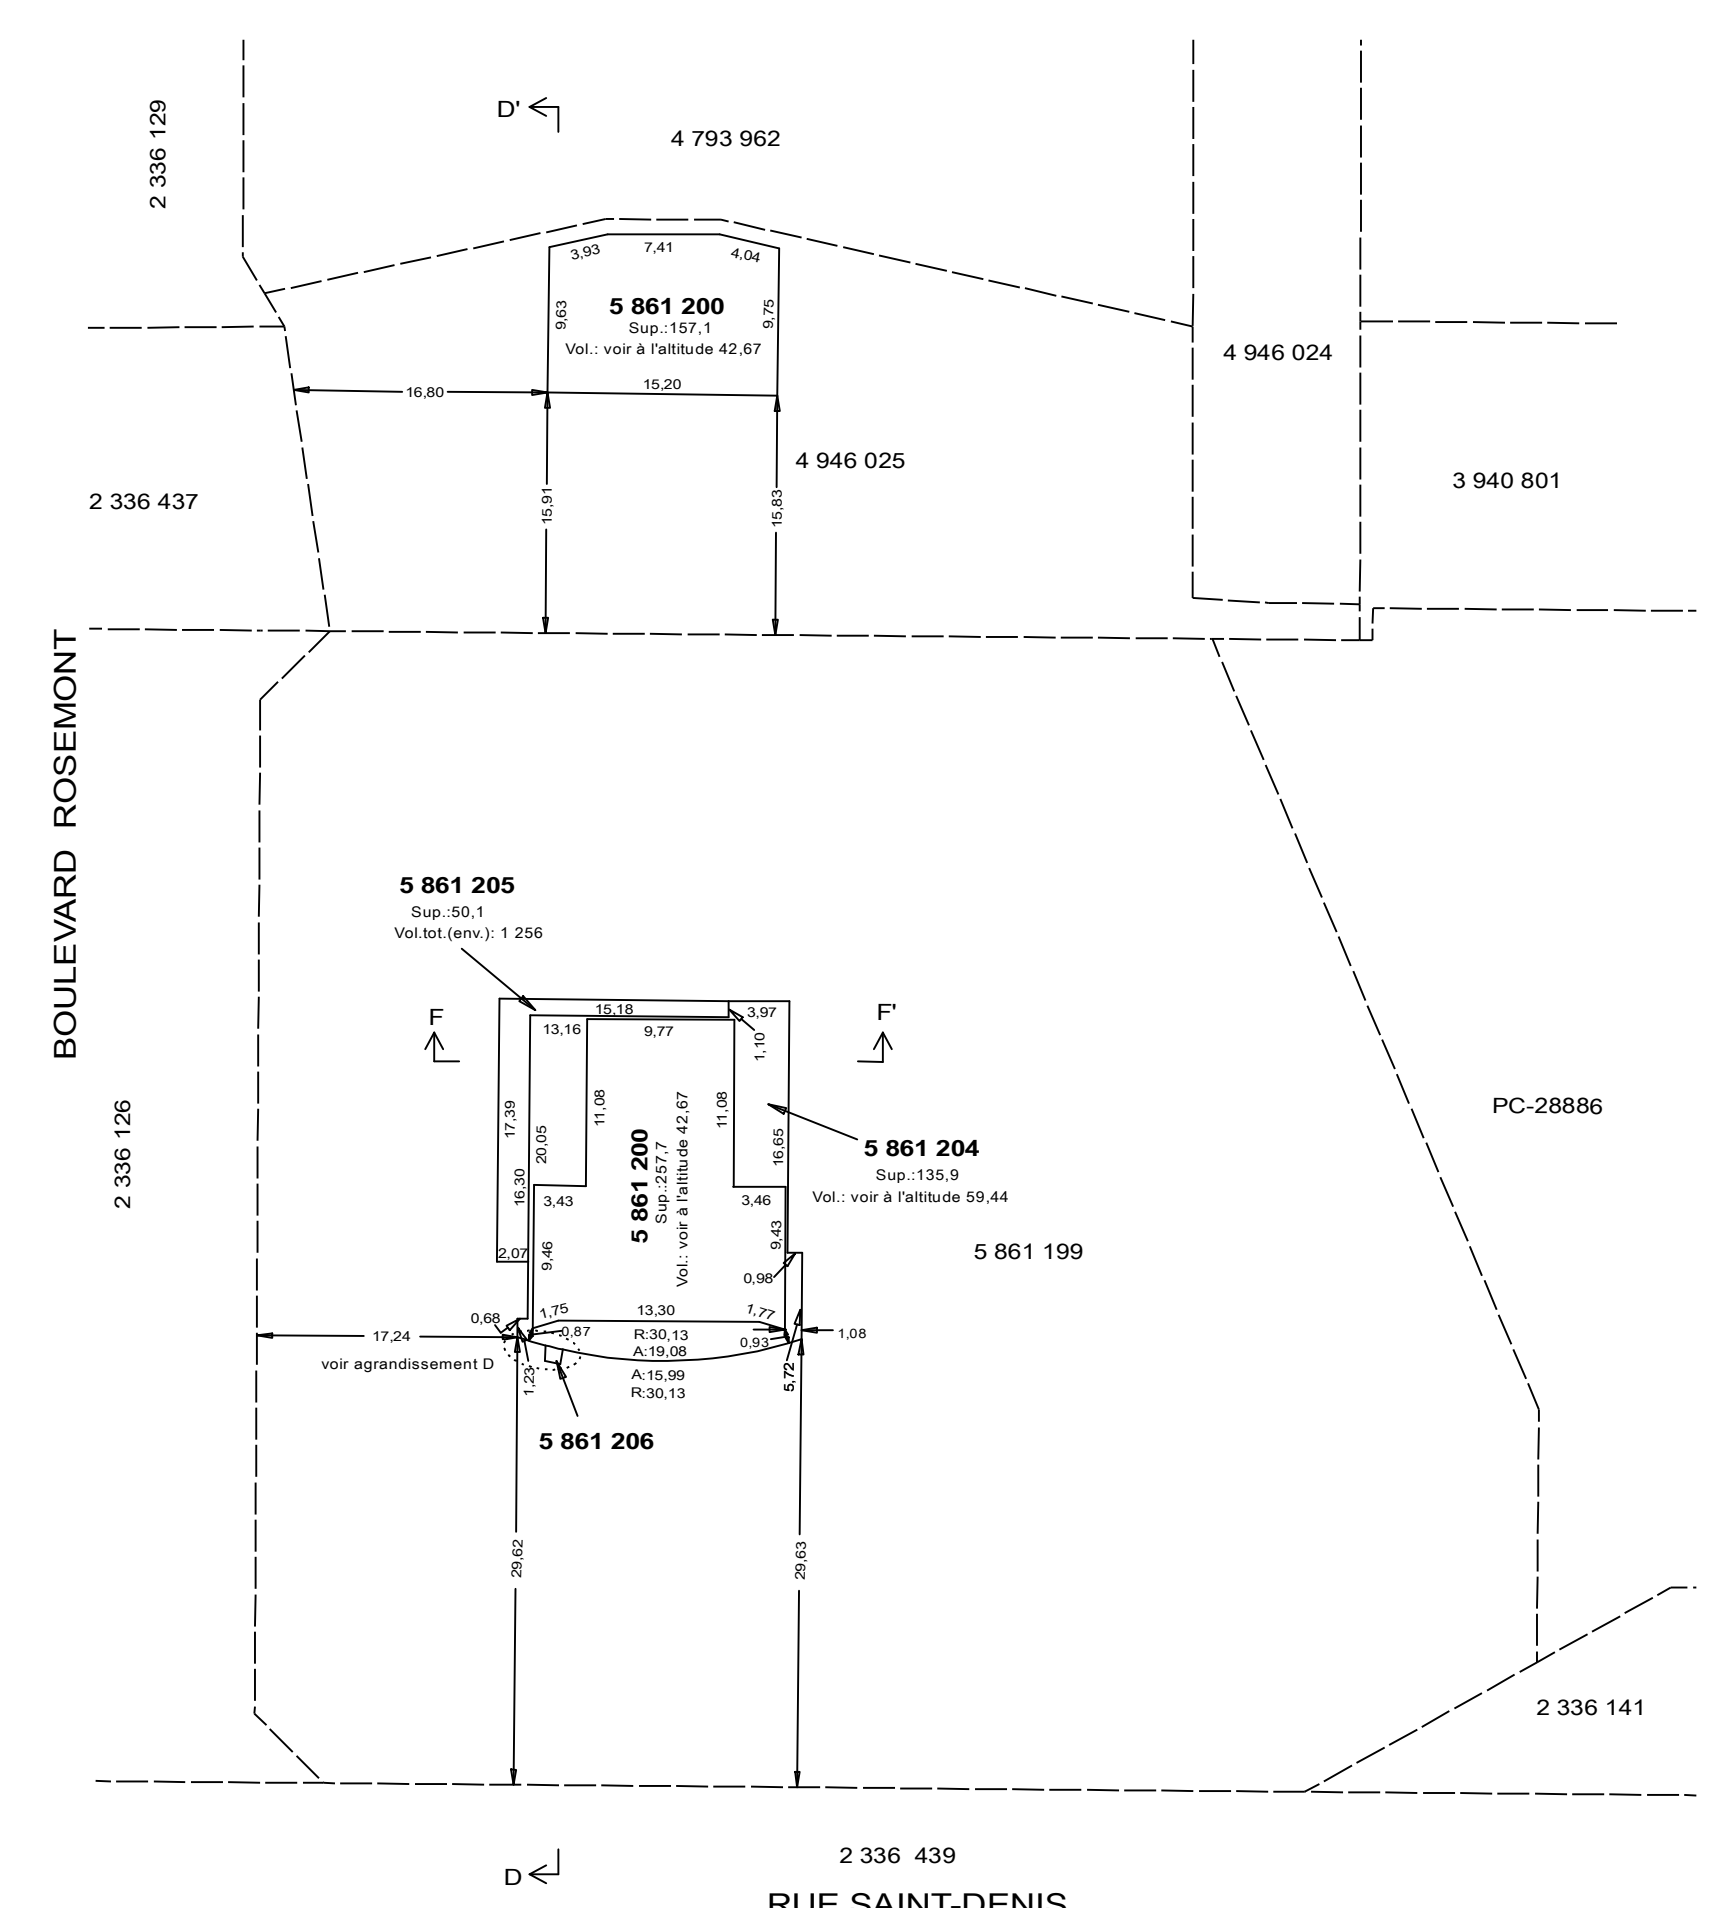 D'
4 793 962
2 336 129
3,93
7,41
4,04
9,63
5 861 200
Sup.:157,1
Vol.: voir à l'altitude 42,67
9,75
4 946 024
16,80
15,20
4 946 025
3 940 801
2 336 437
15,91
15,83
BOULEVARD ROSEMONT
5 861 205
Sup.:50,1
Vol.tot.(env.): 1 256
F
F'
15,18
3,97
13,16
9,77
1,10
17,39
20,05
11,08
11,08
16,65
16,30
5 861 200
Sup.:257,7
Vol.: voir à l'altitude 42,67
5 861 204
Sup.:135,9
Vol.: voir à l'altitude 59,44
PC-28886
2 336 126
3,43
3,46
9,43
2,07
9,46
5 861 199
0,98
0,68
1,75
13,30
1,77
17,24
0,87
R:30,13
A:19,08
0,93
1,08
voir agrandissement D
1,23
A:15,99
R:30,13
5,72
5 861 206
29,62
29,63
2 336 141
2 336 439
D
RUE SAINT-DENIS